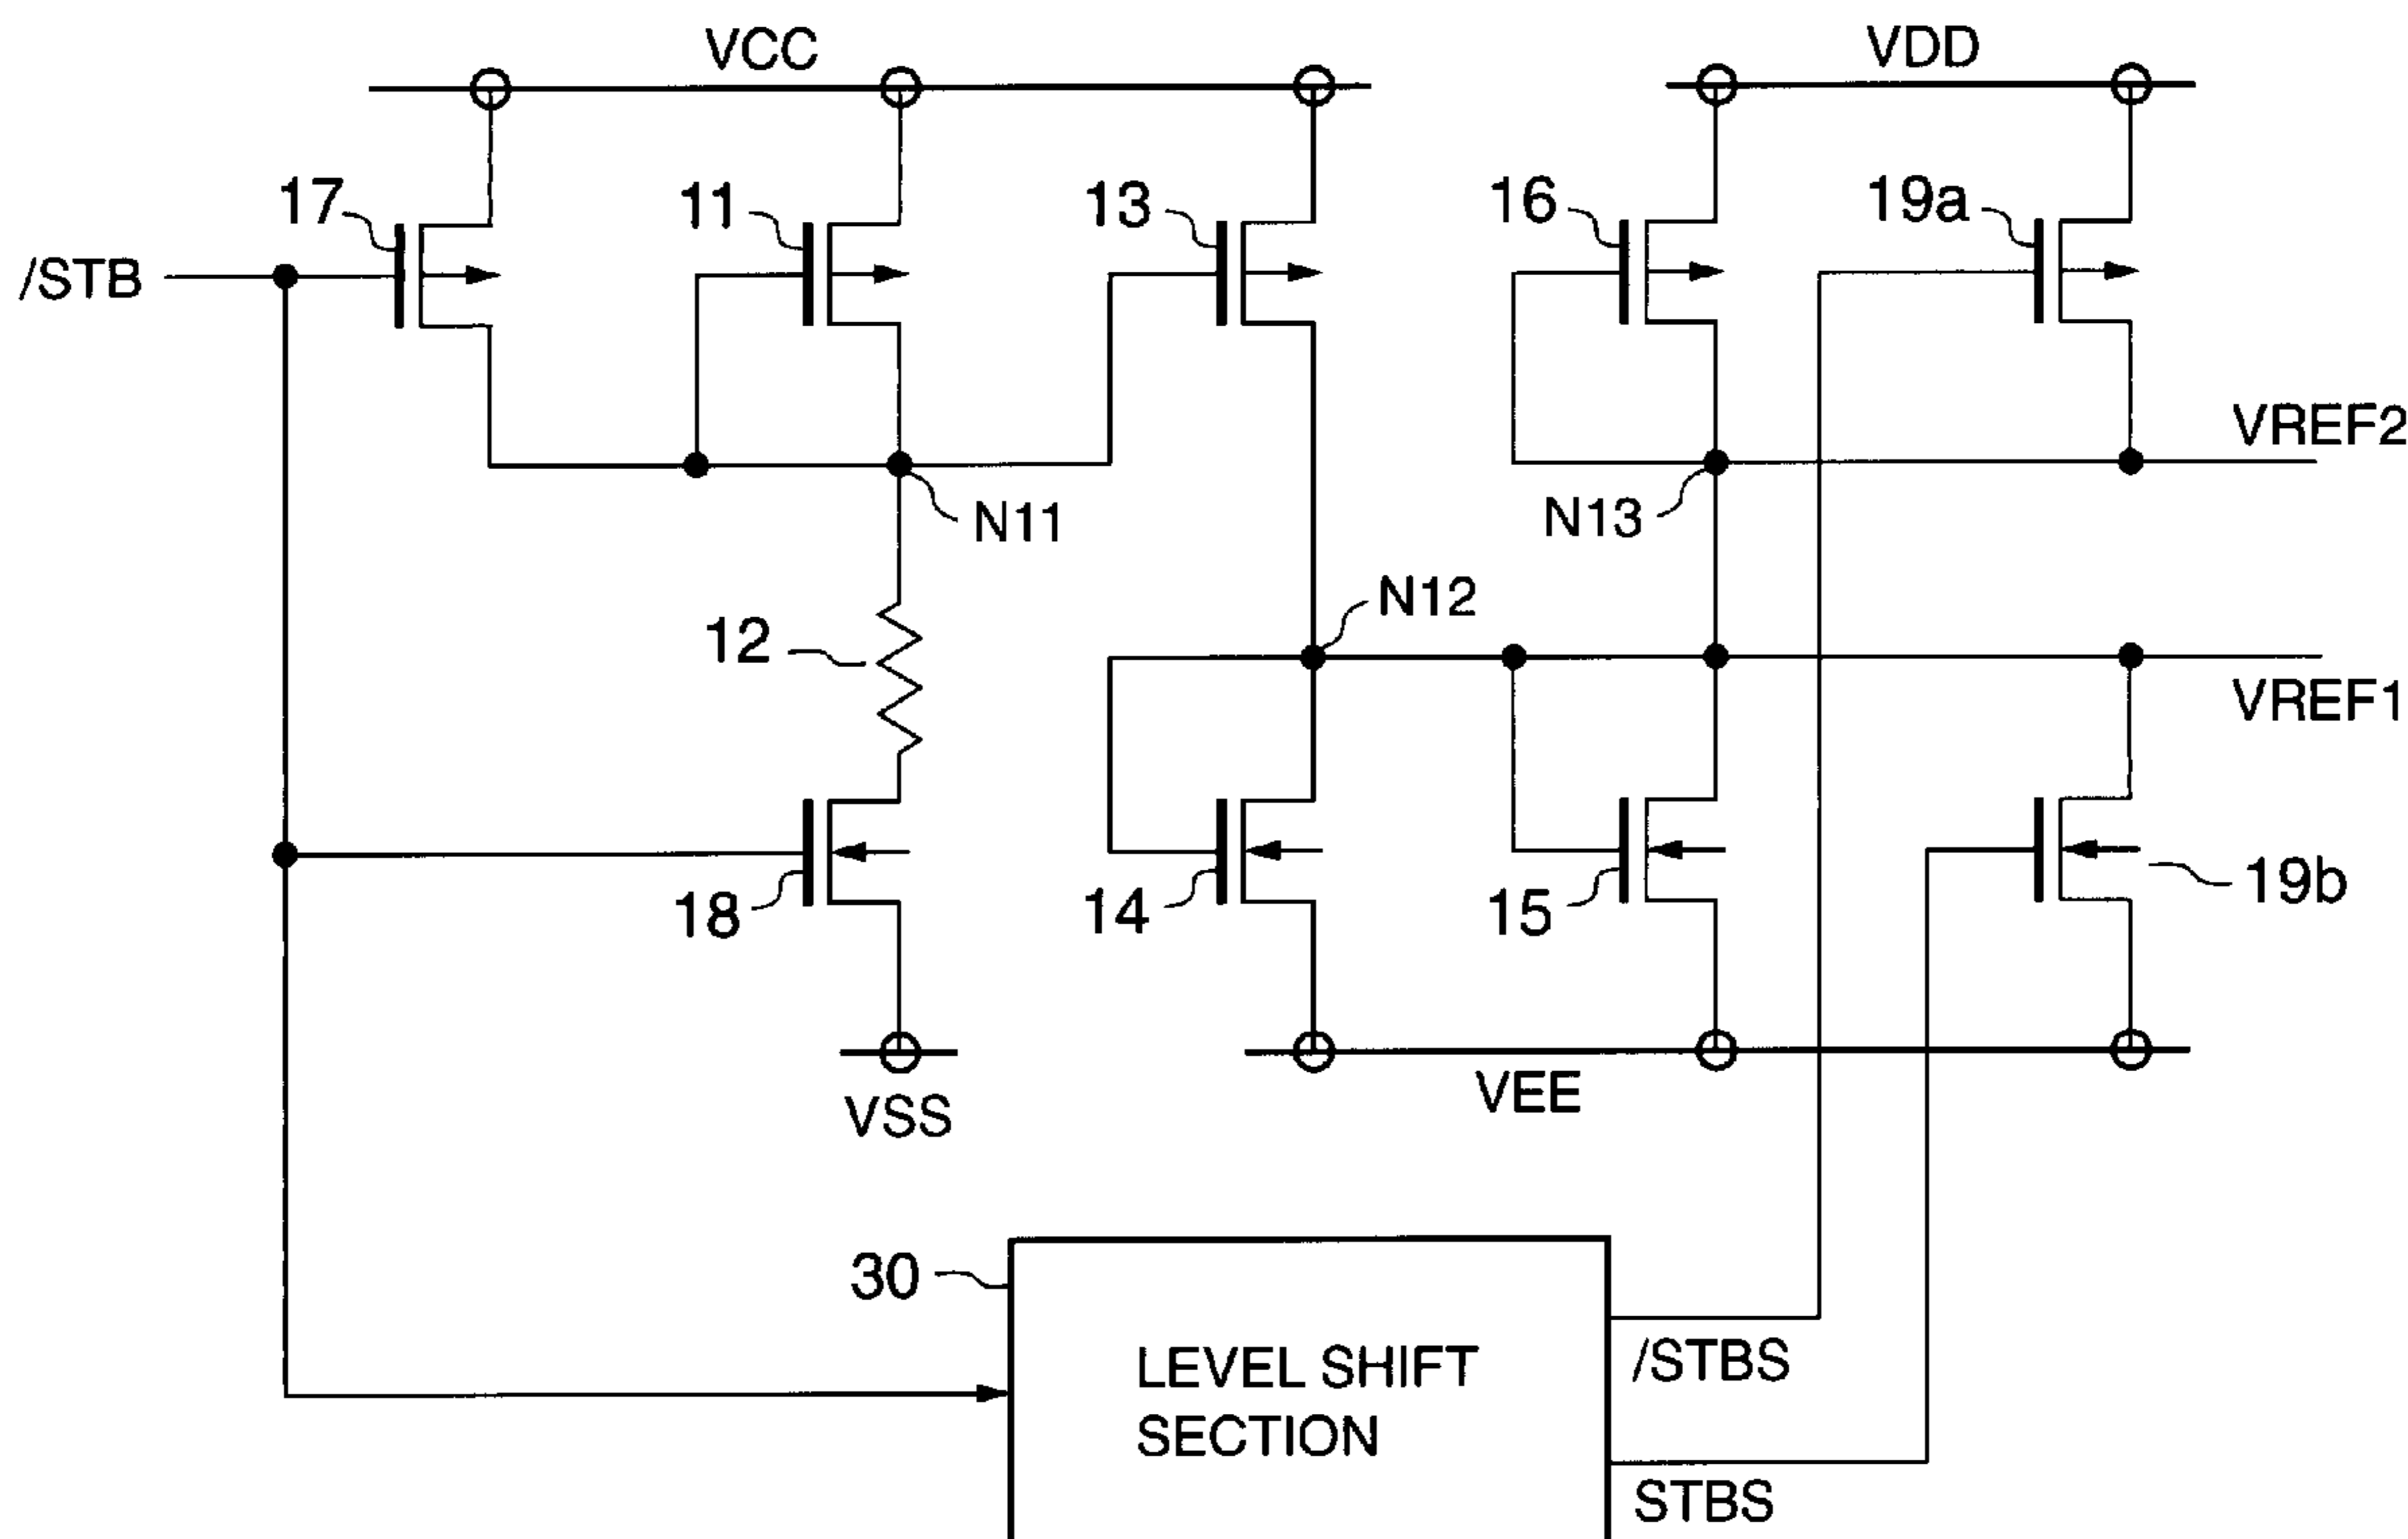 VCC
VDD
17
11
13
16
19a
/STB
VREF2
N11
N13
N12
12
VREF1
18
14
15
19b
VSS
VEE
30
LEVEL SHIFT
SECTION
/STBS
STBS